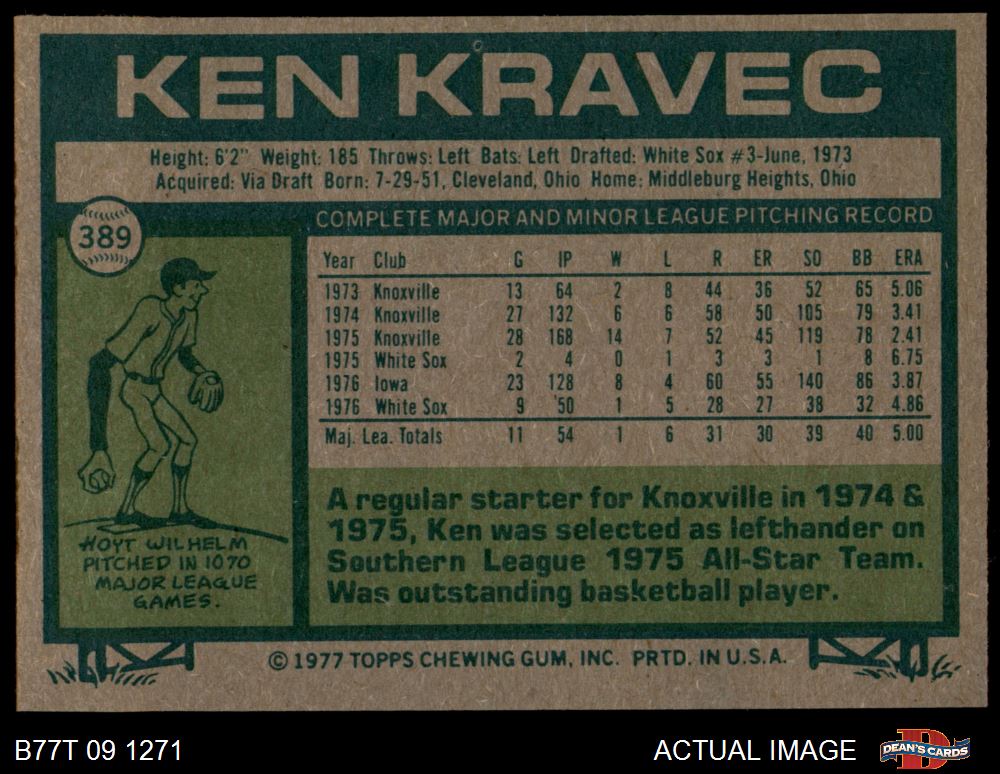 KEN KRAVEC
Height: 6'2" Weight: 185 Throws: Left Bats: Left Drafted: White Sox #3-June, 1973
Acquired: Via Draft Born: 7-29-51, Cleveland, Ohio Home: Middleburg Heights, Ohio
389
COMPLETE MAJOR AND MINOR LEAGUE PITCHING RECORD
Year Club G IP W L R ER SO BB ERA
1973 Knoxville 13 64 2 8 44 36 52 65 5.06
1974 Knoxville 27 132 6 6 58 50 105 79 3.41
1975 Knoxville 28 168 14 7 52 45 119 78 2.41
1975 White Sox 2 4 0 1 3 3 1 8 6.75
1976 Iowa 23 128 8 4 60 55 140 86 3.87
1976 White Sox 9 50 1 5 28 27 38 32 4.86
Maj. Lea. Totals 11 54 1 6 31 30 39 40 5.00
HOYT WILHELM
PITCHED IN 1070
MAJOR LEAGUE
GAMES.
A regular starter for Knoxville in 1974 &
1975, Ken was selected as lefthander on
Southern League 1975 All-Star Team.
Was outstanding basketball player.
© 1977 TOPPS CHEWING GUM, INC. PRTD. IN U.S.A.
B77T 09 1271
ACTUAL IMAGE
DEAN'S CARDS